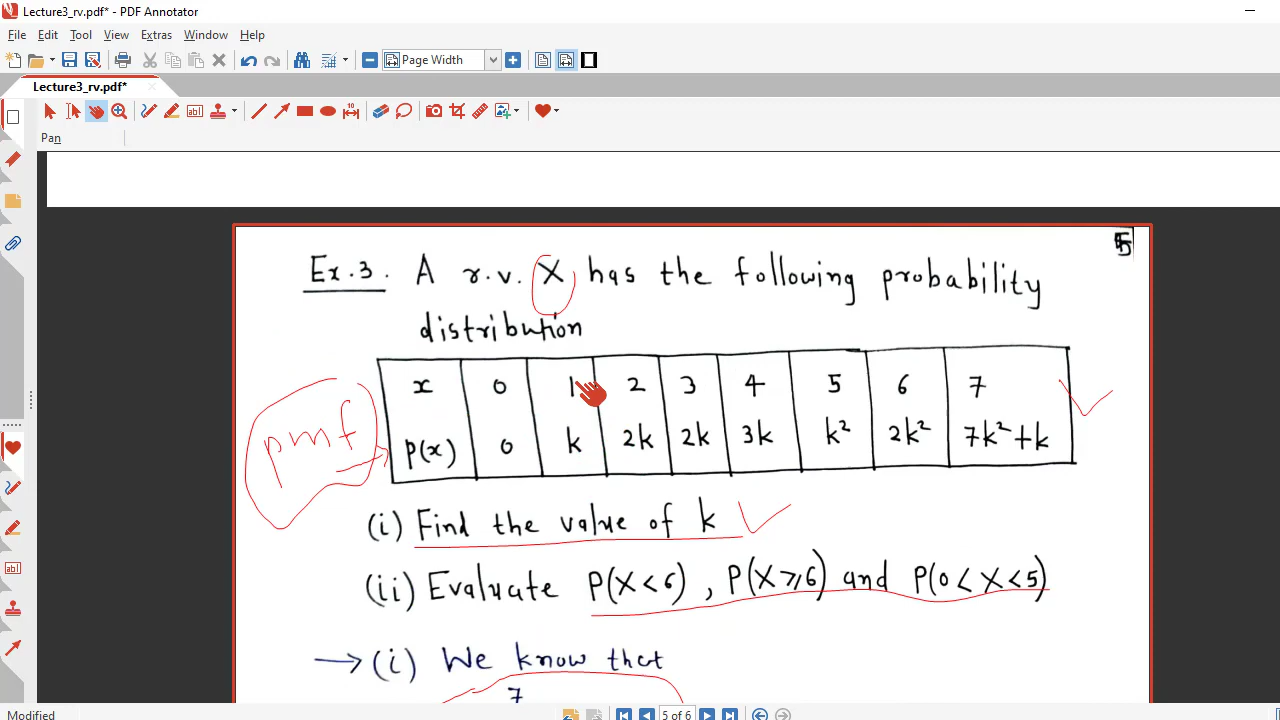 Lecture3_rv.pdf* - PDF Annotator
File Edit Tool View Extras Window Help
Page Width
Lecture3_rv.pdf*
Pan
5
Ex.3. A r.v. X has the following probability
distribution
x 0 1 2 3 4 5 6 7
pmf
p(x) 0 k 2k 2k 3k k² 2k² 7k²+k
(i) Find the value of k
(ii) Evaluate P(X<6), P(X⩾6) and P(0<X<5)
→ (i) We know that
7
Modified 5 of 6